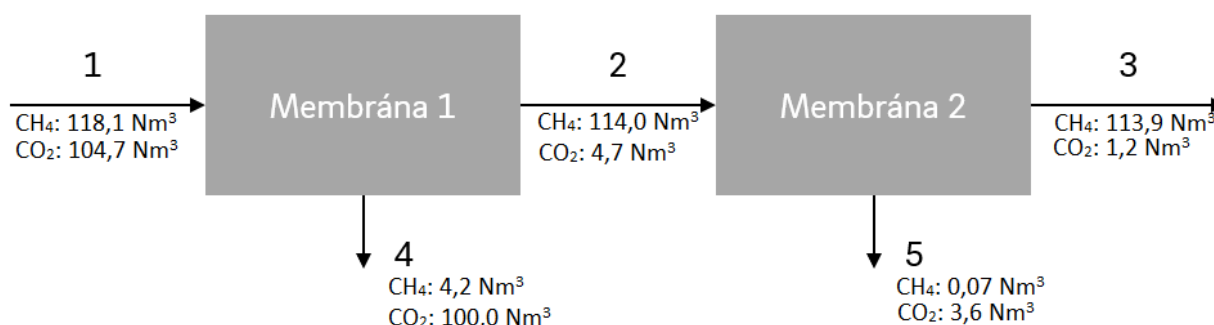 1
Membrána 1
2
Membrána 2
3
CH₄: 118,1 Nm³
CO₂: 104,7 Nm³
CH₄: 114,0 Nm³
CO₂: 4,7 Nm³
CH₄: 113,9 Nm³
CO₂: 1,2 Nm³
4
CH₄: 4,2 Nm³
CO₂: 100,0 Nm³
5
CH₄: 0,07 Nm³
CO₂: 3,6 Nm³